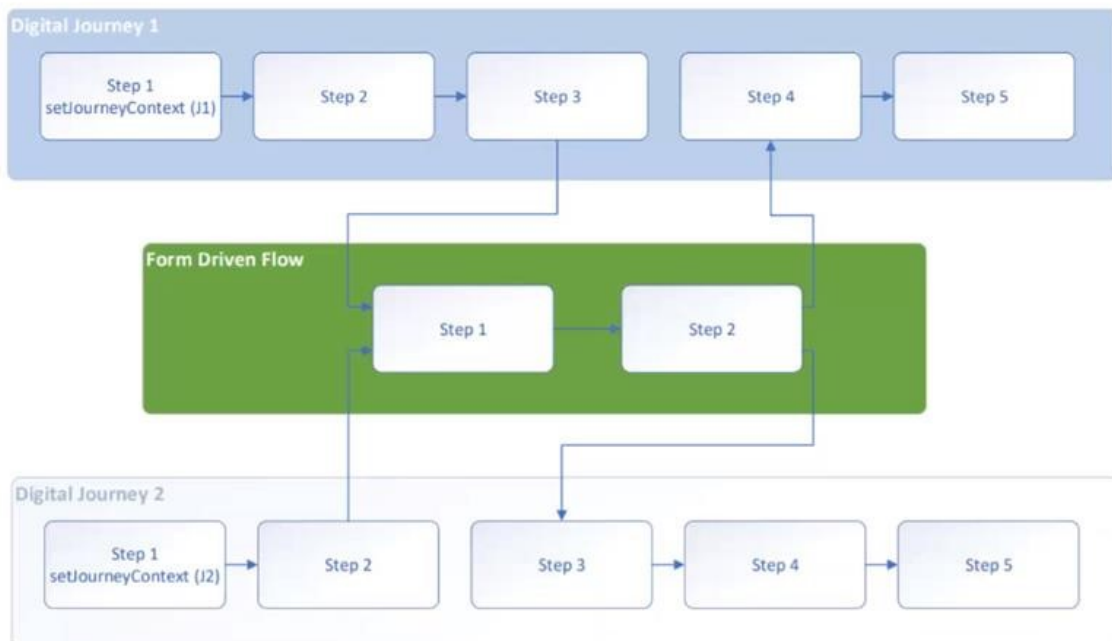 Digital Journey 1
Step 1
setJourneyContext (J1)
Step 2
Step 3
Step 4
Step 5
Form Driven Flow
Step 1
Step 2
Digital Journey 2
Step 1
setJourneyContext (J2)
Step 2
Step 3
Step 4
Step 5